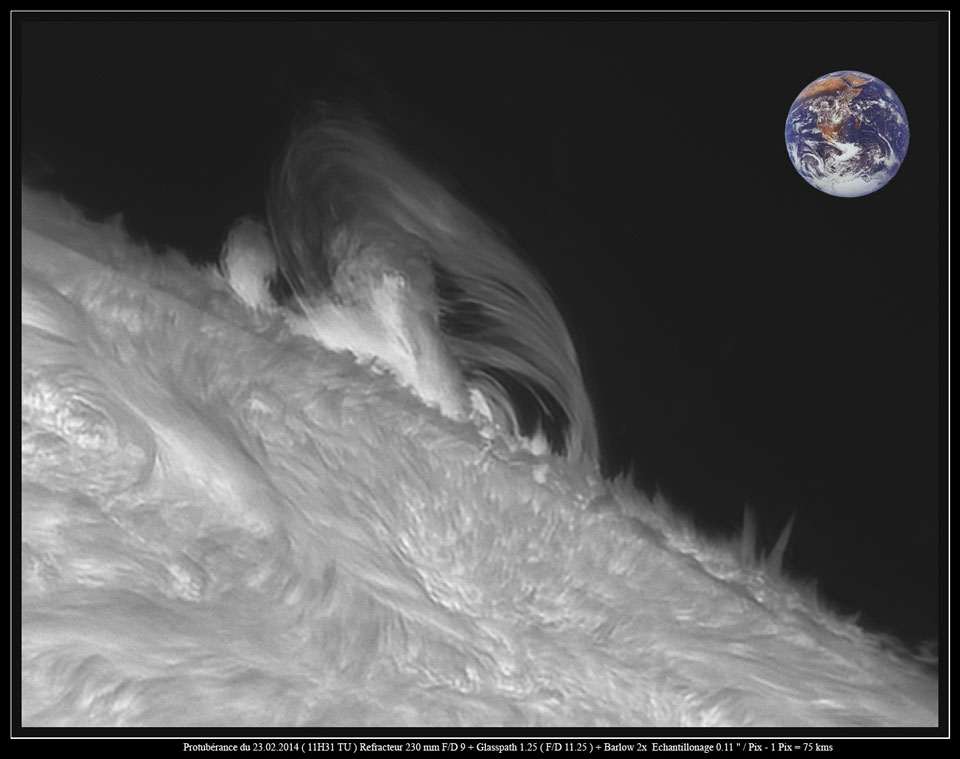 Protubérance du 23.02.2014 ( 11H31 TU ) Refracteur 230 mm F/D 9 + Glasspath 1.25 ( F/D 11.25 ) + Barlow 2x Echantillonage 0.11 " / Pix - 1 Pix = 75 kms